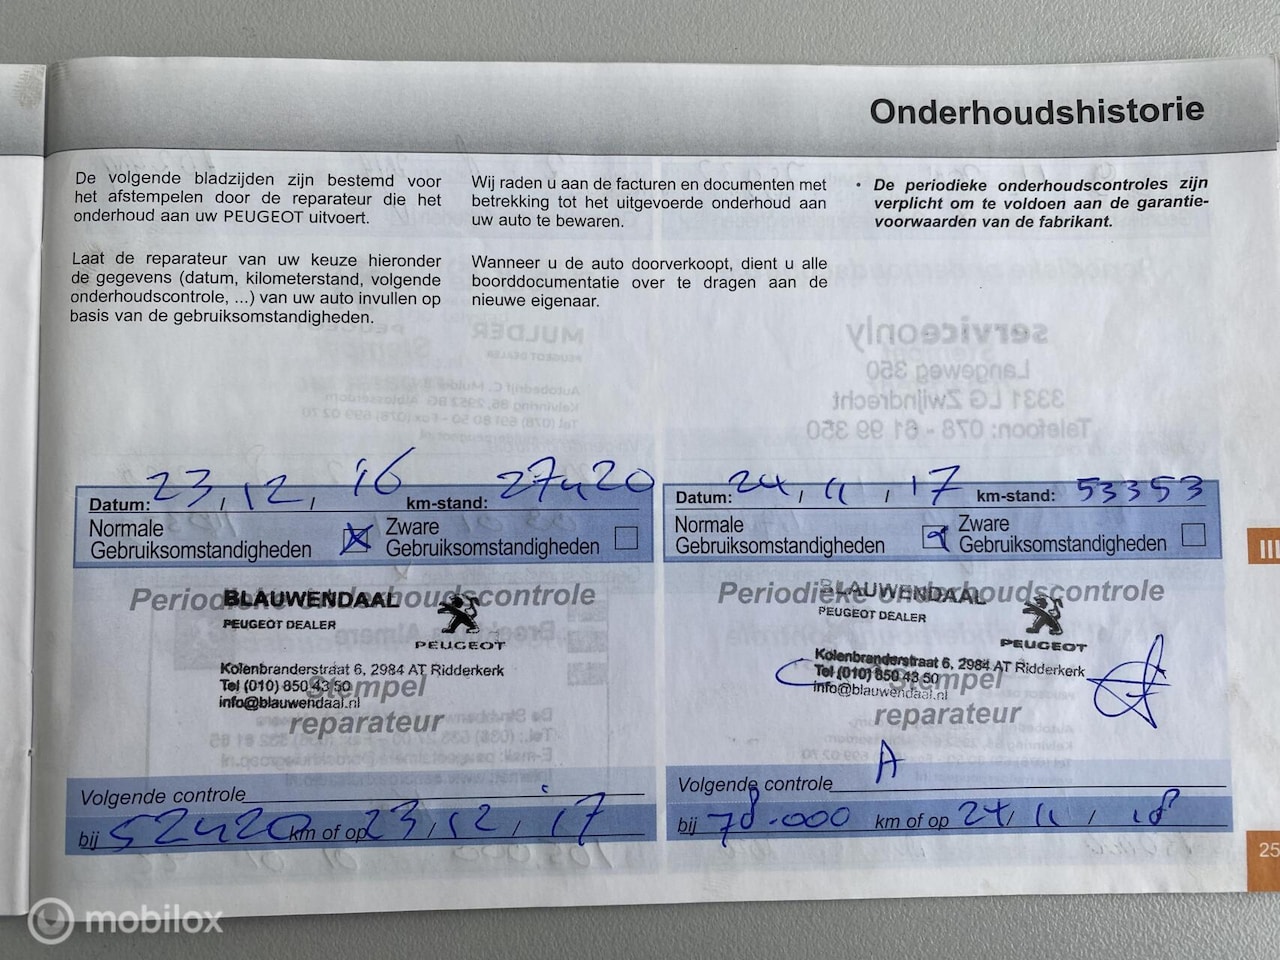 Onderhoudshistorie
De volgende bladzijden zijn bestemd voor
het afstempelen door de reparateur die het
onderhoud aan uw PEUGEOT uitvoert.
Laat de reparateur van uw keuze hieronder
de gegevens (datum, kilometerstand, volgende
onderhoudscontrole, ...) van uw auto invullen op
basis van de gebruiksomstandigheden.
Wij raden u aan de facturen en documenten met
betrekking tot het uitgevoerde onderhoud aan
uw auto te bewaren.
Wanneer u de auto doorverkoopt, dient u alle
boorddocumentatie over te dragen aan de
nieuwe eigenaar.
• De periodieke onderhoudscontroles zijn
verplicht om te voldoen aan de garantie-
voorwaarden van de fabrikant.
Datum: 23 / 12 / 16 km-stand: 27420
Normale
Gebruiksomstandigheden
Zware
Gebruiksomstandigheden
Periodieke onderhoudscontrole
BLAUWENDAAL
PEUGEOT DEALER
PEUGEOT
Kolenbranderstraat 6, 2984 AT Ridderkerk
Tel (010) 850 43 50
info@blauwendaal.nl
Stempel
reparateur
Volgende controle
bij 52420 km of op 23 / 12 / 17
Datum: 24 / 11 / 17 km-stand: 53353
Normale
Gebruiksomstandigheden
Zware
Gebruiksomstandigheden
Periodieke onderhoudscontrole
BLAUWENDAAL
PEUGEOT DEALER
PEUGEOT
Kolenbranderstraat 6, 2984 AT Ridderkerk
Tel (010) 850 43 50
info@blauwendaal.nl
Stempel
reparateur
A
Volgende controle
bij 78.000 km of op 24 / 11 / 18
III
25
mobilox